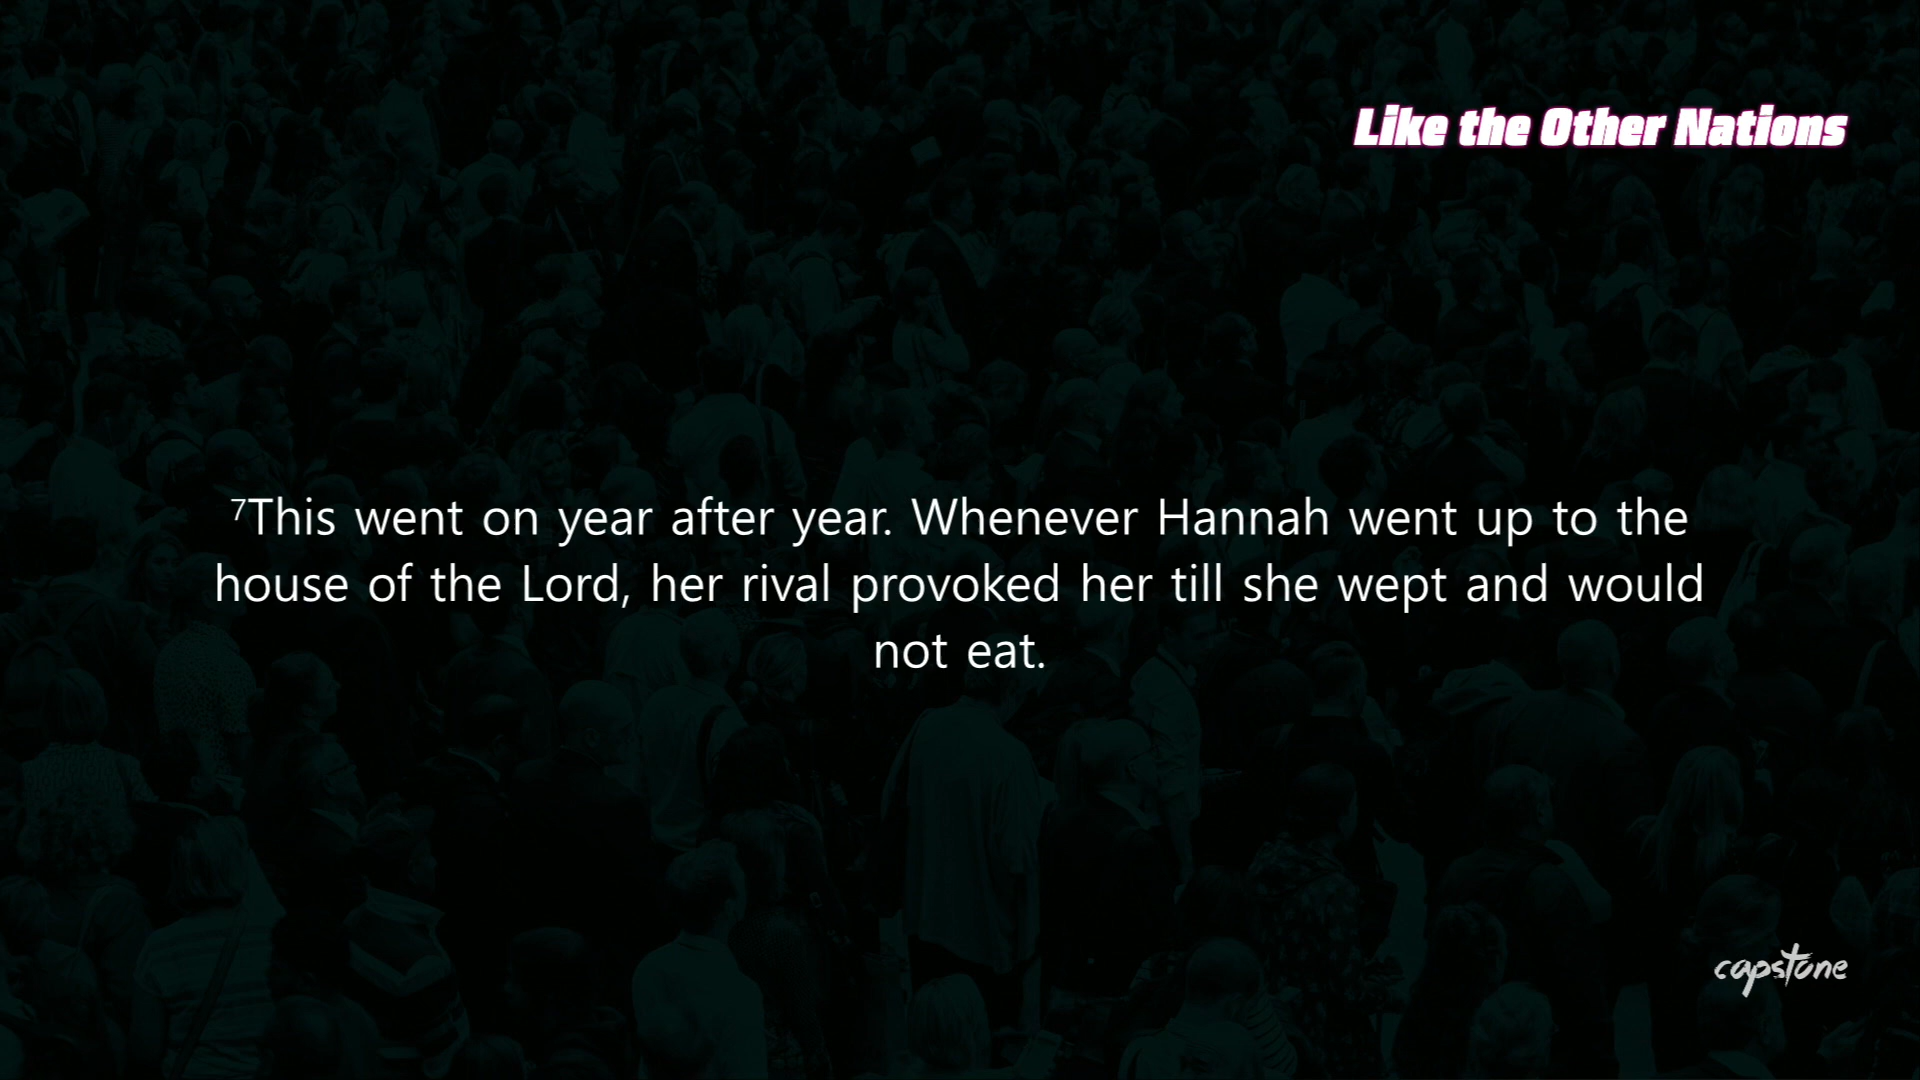 Like the Other Nations
⁷This went on year after year. Whenever Hannah went up to the
house of the Lord, her rival provoked her till she wept and would
not eat.
capstone